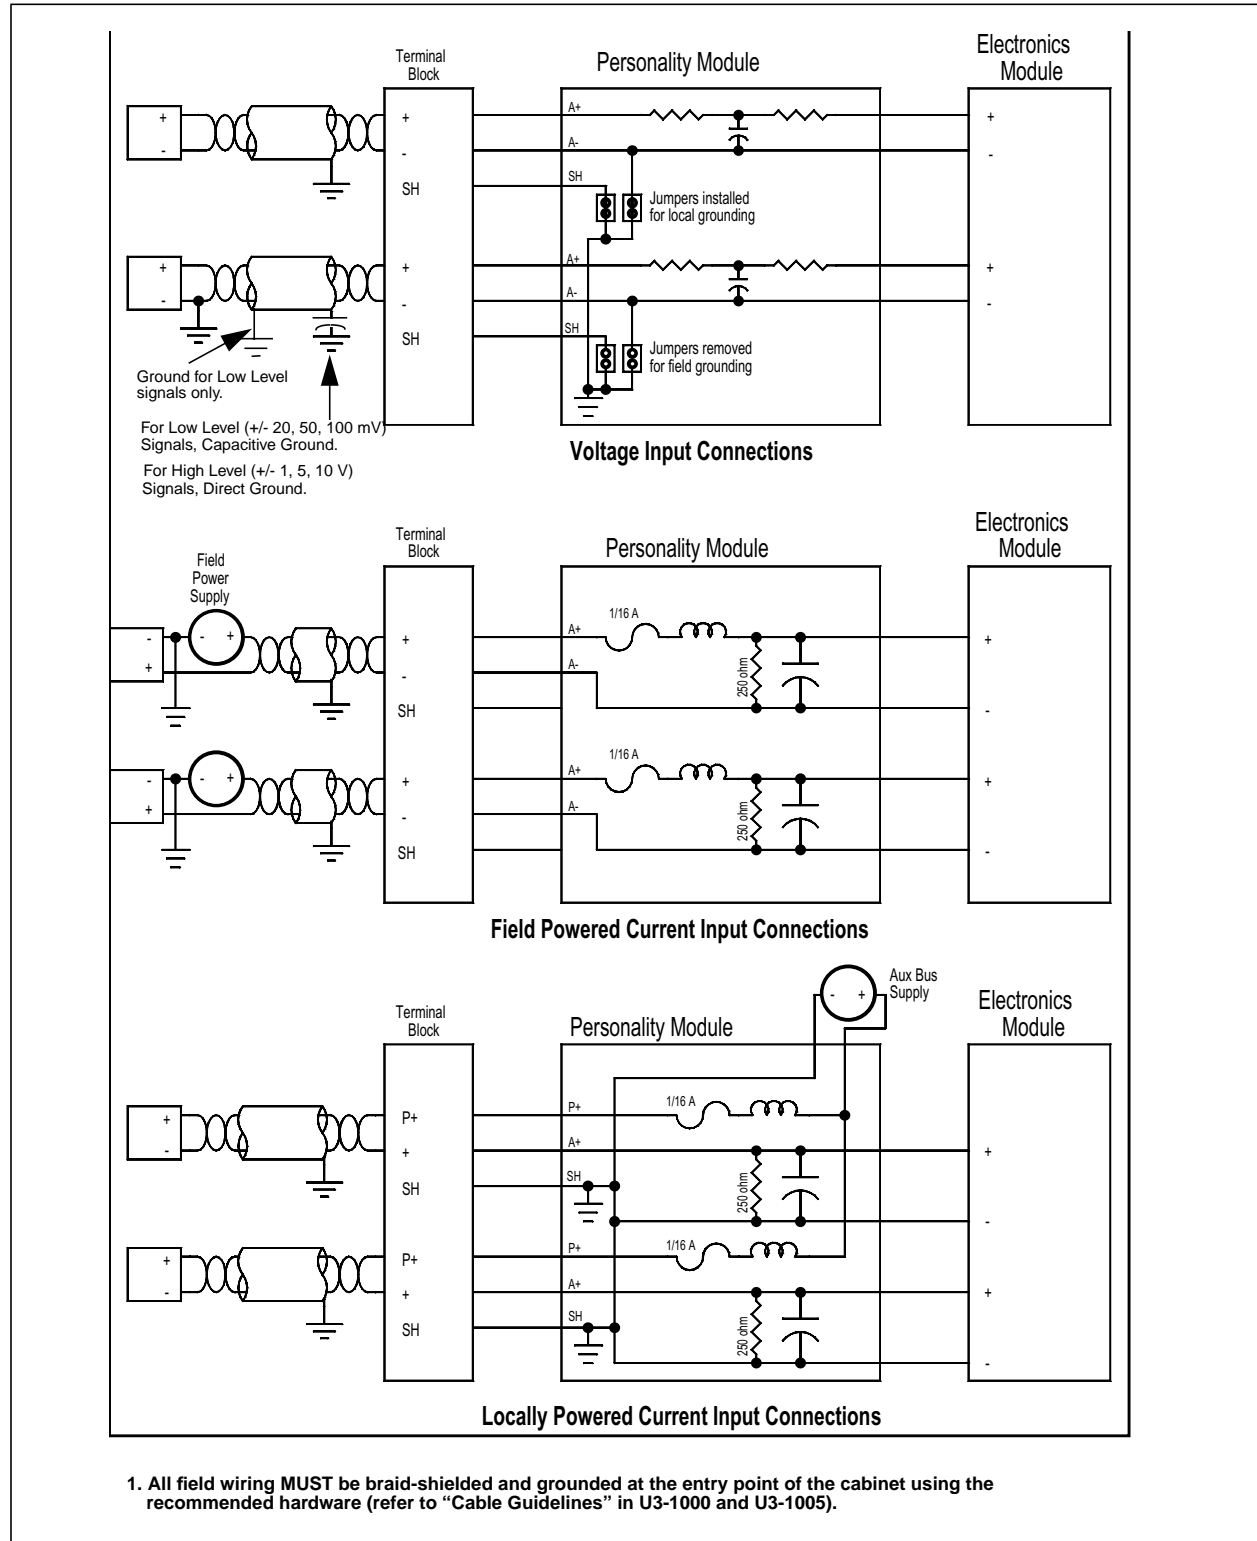 Terminal
Block
Personality Module
Electronics
Module
+
-
+
-
SH
A+
A-
SH
Jumpers installed
for local grounding
+
-
+
-
+
-
SH
A+
A-
SH
Jumpers removed
for field grounding
+
-
Ground for Low Level
signals only.
For Low Level (+/- 20, 50, 100 mV)
Signals, Capacitive Ground.
For High Level (+/- 1, 5, 10 V)
Signals, Direct Ground.
Voltage Input Connections
Field
Power
Supply
Terminal
Block
Personality Module
Electronics
Module
-
+
- +
+
-
SH
A+
A-
1/16 A
250 ohm
+
-
-
+
- +
+
-
SH
A+
A-
1/16 A
250 ohm
+
-
Field Powered Current Input Connections
Aux Bus
Supply
- +
Terminal
Block
Personality Module
Electronics
Module
+
-
P+
+
SH
P+
A+
SH
1/16 A
250 ohm
+
-
+
-
P+
+
SH
P+
A+
SH
1/16 A
250 ohm
+
-
Locally Powered Current Input Connections
1. All field wiring MUST be braid-shielded and grounded at the entry point of the cabinet using the
recommended hardware (refer to “Cable Guidelines” in U3-1000 and U3-1005).